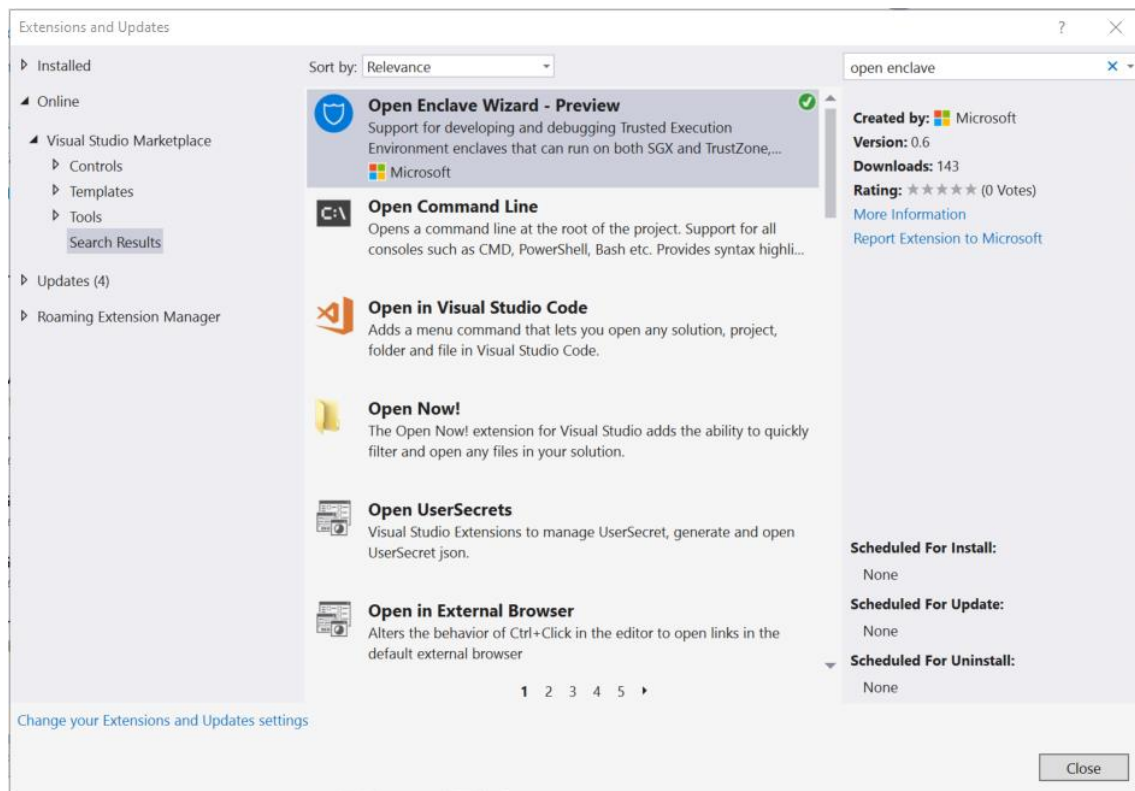 Extensions and Updates
?
Installed
Online
Visual Studio Marketplace
Controls
Templates
Tools
Search Results
Updates (4)
Roaming Extension Manager
Sort by: Relevance
Open Enclave Wizard - Preview
Support for developing and debugging Trusted Execution
Environment enclaves that can run on both SGX and TrustZone,...
Microsoft
C:\
Open Command Line
Opens a command line at the root of the project. Support for all
consoles such as CMD, PowerShell, Bash etc. Provides syntax highli...
Open in Visual Studio Code
Adds a menu command that lets you open any solution, project,
folder and file in Visual Studio Code.
Open Now!
The Open Now! extension for Visual Studio adds the ability to quickly
filter and open any files in your solution.
Open UserSecrets
Visual Studio Extensions to manage UserSecret, generate and open
UserSecret json.
Open in External Browser
Alters the behavior of Ctrl+Click in the editor to open links in the
default external browser
1 2 3 4 5
open enclave
Created by: Microsoft
Version: 0.6
Downloads: 143
Rating: ★★★★★ (0 Votes)
More Information
Report Extension to Microsoft
Scheduled For Install:
None
Scheduled For Update:
None
Scheduled For Uninstall:
None
Change your Extensions and Updates settings
Close